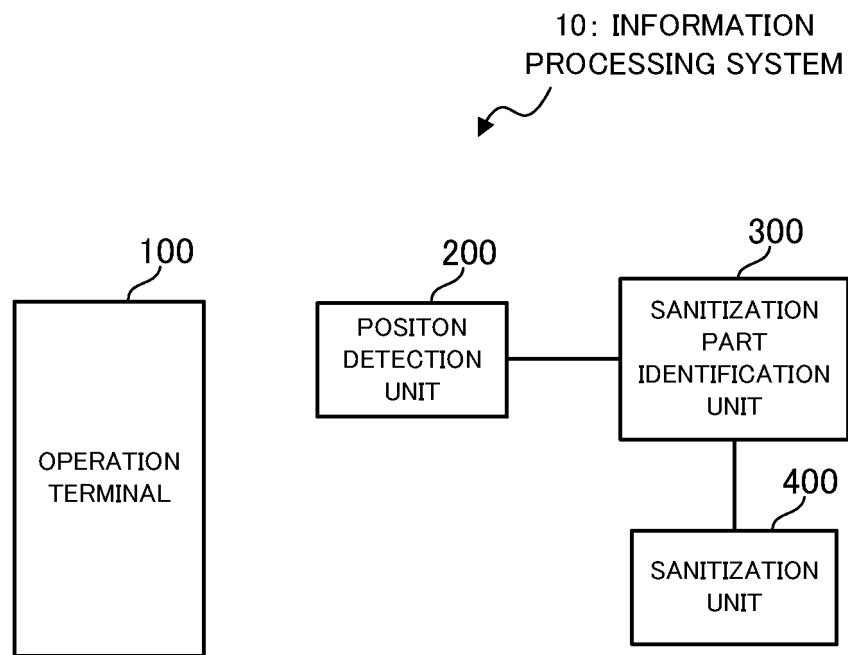 10: INFORMATION
PROCESSING SYSTEM
100
OPERATION
TERMINAL
200
POSITON
DETECTION
UNIT
300
SANITIZATION
PART
IDENTIFICATION
UNIT
400
SANITIZATION
UNIT